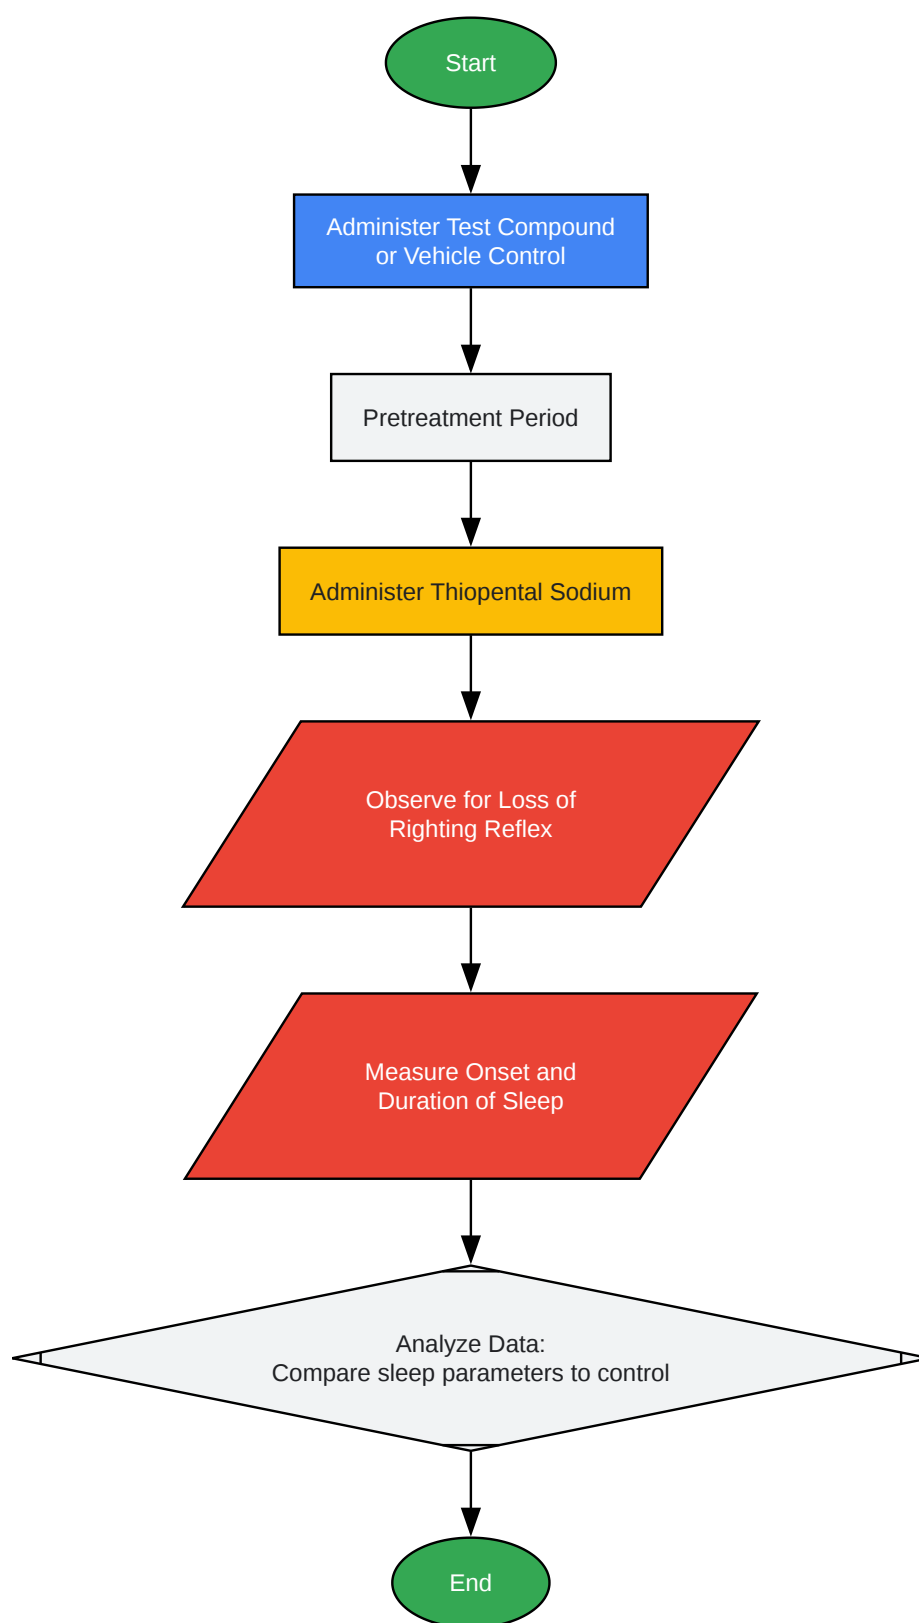 Start
Administer Test Compound
or Vehicle Control
Pretreatment Period
Administer Thiopental Sodium
Observe for Loss of
Righting Reflex
Measure Onset and
Duration of Sleep
Analyze Data:
Compare sleep parameters to control
End